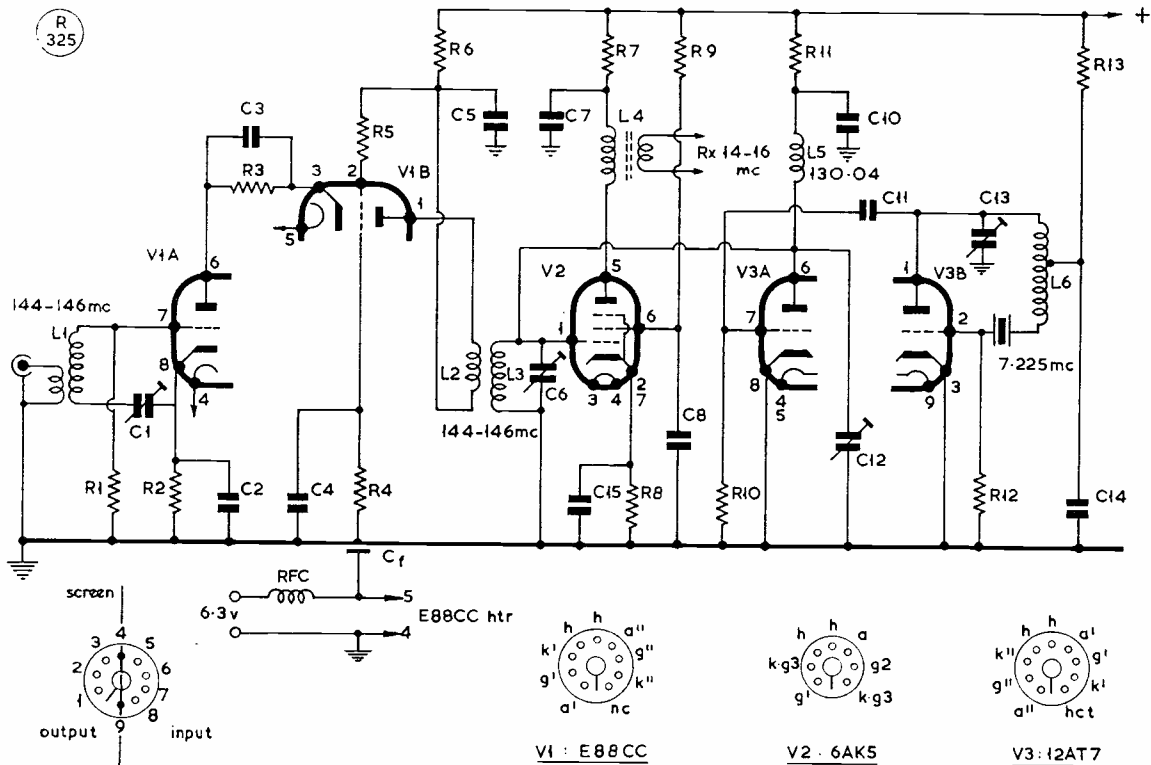 R
325
+
R6
R7
R9
R11
R13
C3
R5
C5
C7
L4
C10
R3
Rx 14-16
mc
L5
130.04
3
2
V1B
1
C11
C13
5
V1A
6
V2
5
V3A
6
1
V3B
L6
144-146mc
L1
7
1
6
7
2
8
4
L2
L3
C6
3
4
2
7
8
4
5
3
9
7.225mc
C1
144-146mc
C8
C12
R1
R2
C2
C4
R4
C15
R8
R10
R12
C14
Cf
RFC
6.3v
5
E88CC htr
4
screen
3
4
5
2
6
1
7
8
9
output
input
h
h
k'
a"
g"
g'
k"
a'
nc
V1 : E88CC
h
h
a
k.g3
g2
g'
k.g3
V2 . 6AK5
h
h
k"
a'
g'
g"
k'
a"
hct
V3:12AT7